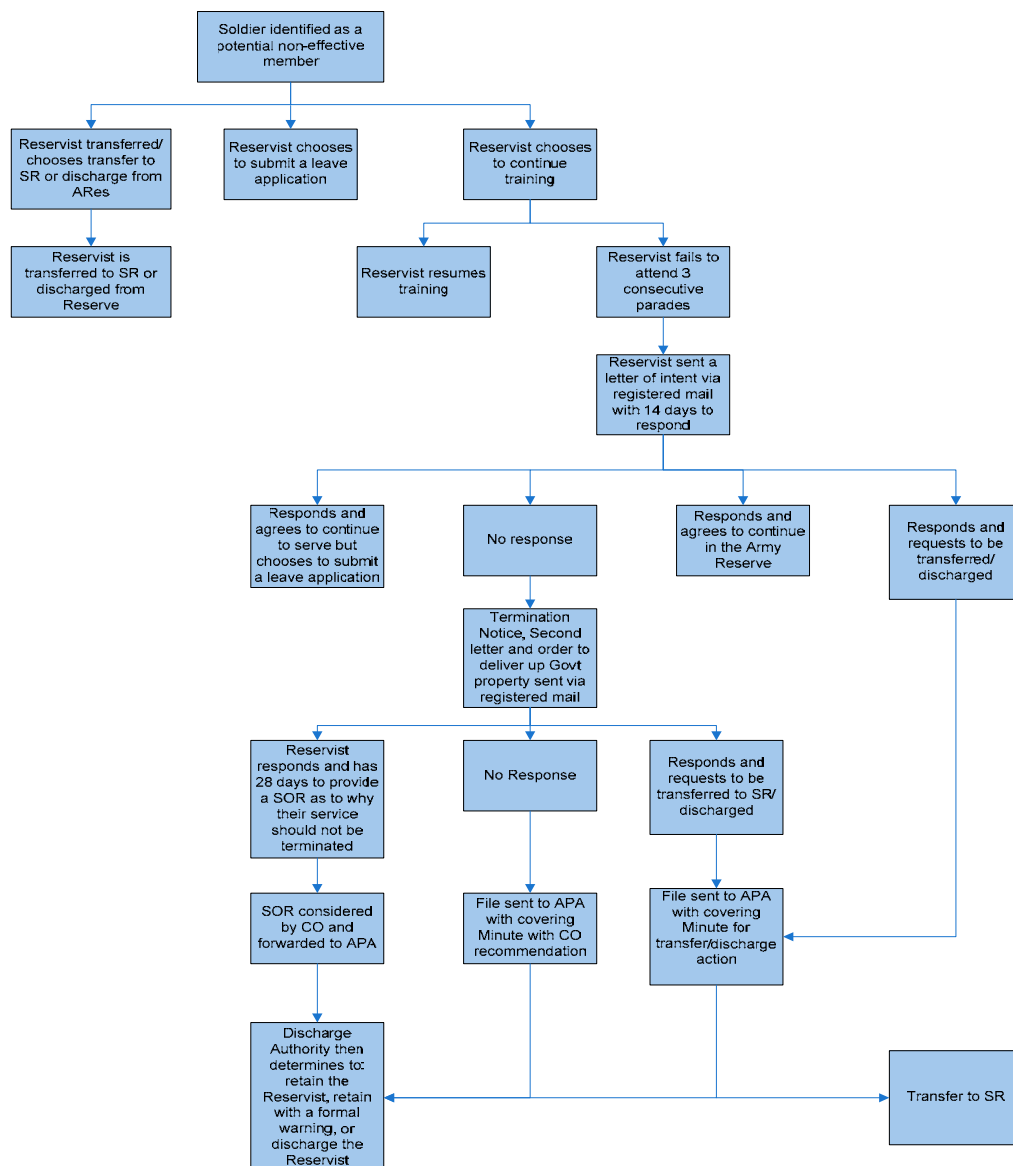 Soldier identified as a
potential non-effective
member
Reservist transferred/
chooses transfer to
SR or discharge from
ARes
Reservist chooses
to submit a leave
application
Reservist chooses
to continue
training
Reservist is
transferred to SR or
discharged from
Reserve
Reservist resumes
training
Reservist fails to
attend 3
consecutive
parades
Reservist sent a
letter of intent via
registered mail
with 14 days to
respond
Responds and
agrees to continue
to serve but
chooses to submit
a leave application
No response
Responds and
agrees to continue
in the Army
Reserve
Responds and
requests to be
transferred/
discharged
Termination
Notice, Second
letter and order to
deliver up Govt
property sent via
registered mail
Reservist
responds and has
28 days to provide
a SOR as to why
their service
should not be
terminated
No Response
Responds and
requests to be
transferred to SR/
discharged
SOR considered
by CO and
forwarded to APA
File sent to APA
with covering
Minute with CO
recommendation
File sent to APA
with covering
Minute for
transfer/discharge
action
Discharge
Authority then
determines to:
retain the
Reservist, retain
with a formal
warning, or
discharge the
Reservist
Transfer to SR